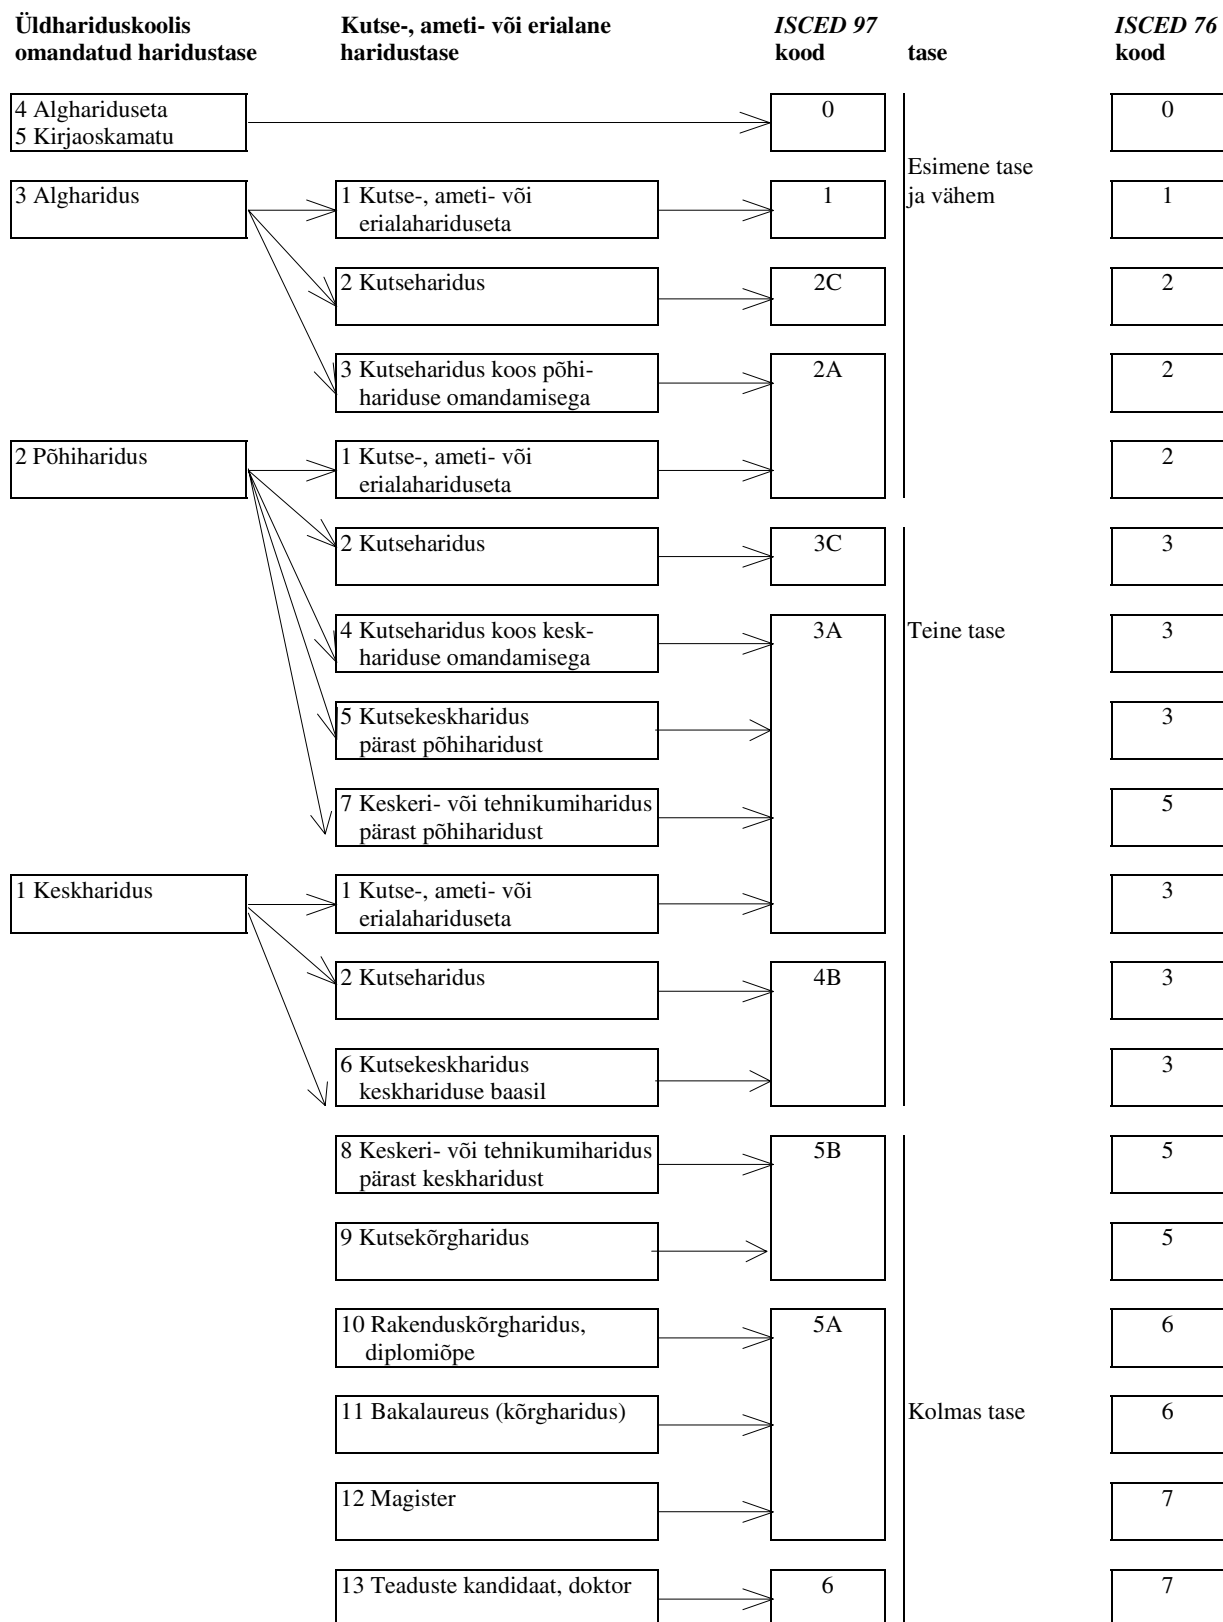 Üldhariduskoolis Kutse-, ameti- või erialane ISCED 97 ISCED 76
omandatud haridustase haridustase kood tase kood
4 Alghariduseta 0 0
5 Kirjaoskamatu
Esimene tase
3 Algharidus 1 Kutse-, ameti- või 1 ja vähem 1
erialahariduseta
2 Kutseharidus 2C 2
3 Kutseharidus koos põhi- 2A 2
hariduse omandamisega
2 Põhiharidus 1 Kutse-, ameti- või 2
erialahariduseta
2 Kutseharidus 3C 3
4 Kutseharidus koos kesk- 3A Teine tase 3
hariduse omandamisega
5 Kutsekeskharidus 3
pärast põhiharidust
7 Keskeri- või tehnikumiharidus 5
pärast põhiharidust
1 Keskharidus 1 Kutse-, ameti- või 3
erialahariduseta
2 Kutseharidus 4B 3
6 Kutsekeskharidus 3
keskhariduse baasil
8 Keskeri- või tehnikumiharidus 5B 5
pärast keskharidust
9 Kutsekõrgharidus 5
10 Rakenduskõrgharidus, 5A 6
diplomiõpe
11 Bakalaureus (kõrgharidus) Kolmas tase 6
12 Magister 7
13 Teaduste kandidaat, doktor 6 7